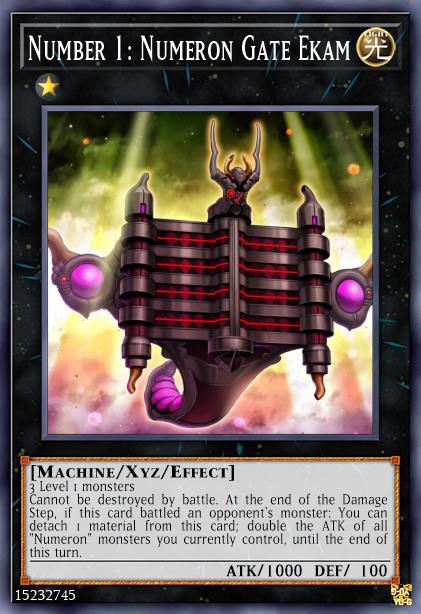 NUMBER 1: NUMERON GATE EKAM
LIGHT
光
[MACHINE/XYZ/EFFECT]
3 Level 1 monsters
Cannot be destroyed by battle. At the end of the Damage
Step, if this card battled an opponent's monster: You can
detach 1 material from this card; double the ATK of all
"Numeron" monsters you currently control, until the end of
this turn.
ATK/1000 DEF/ 100
15232745